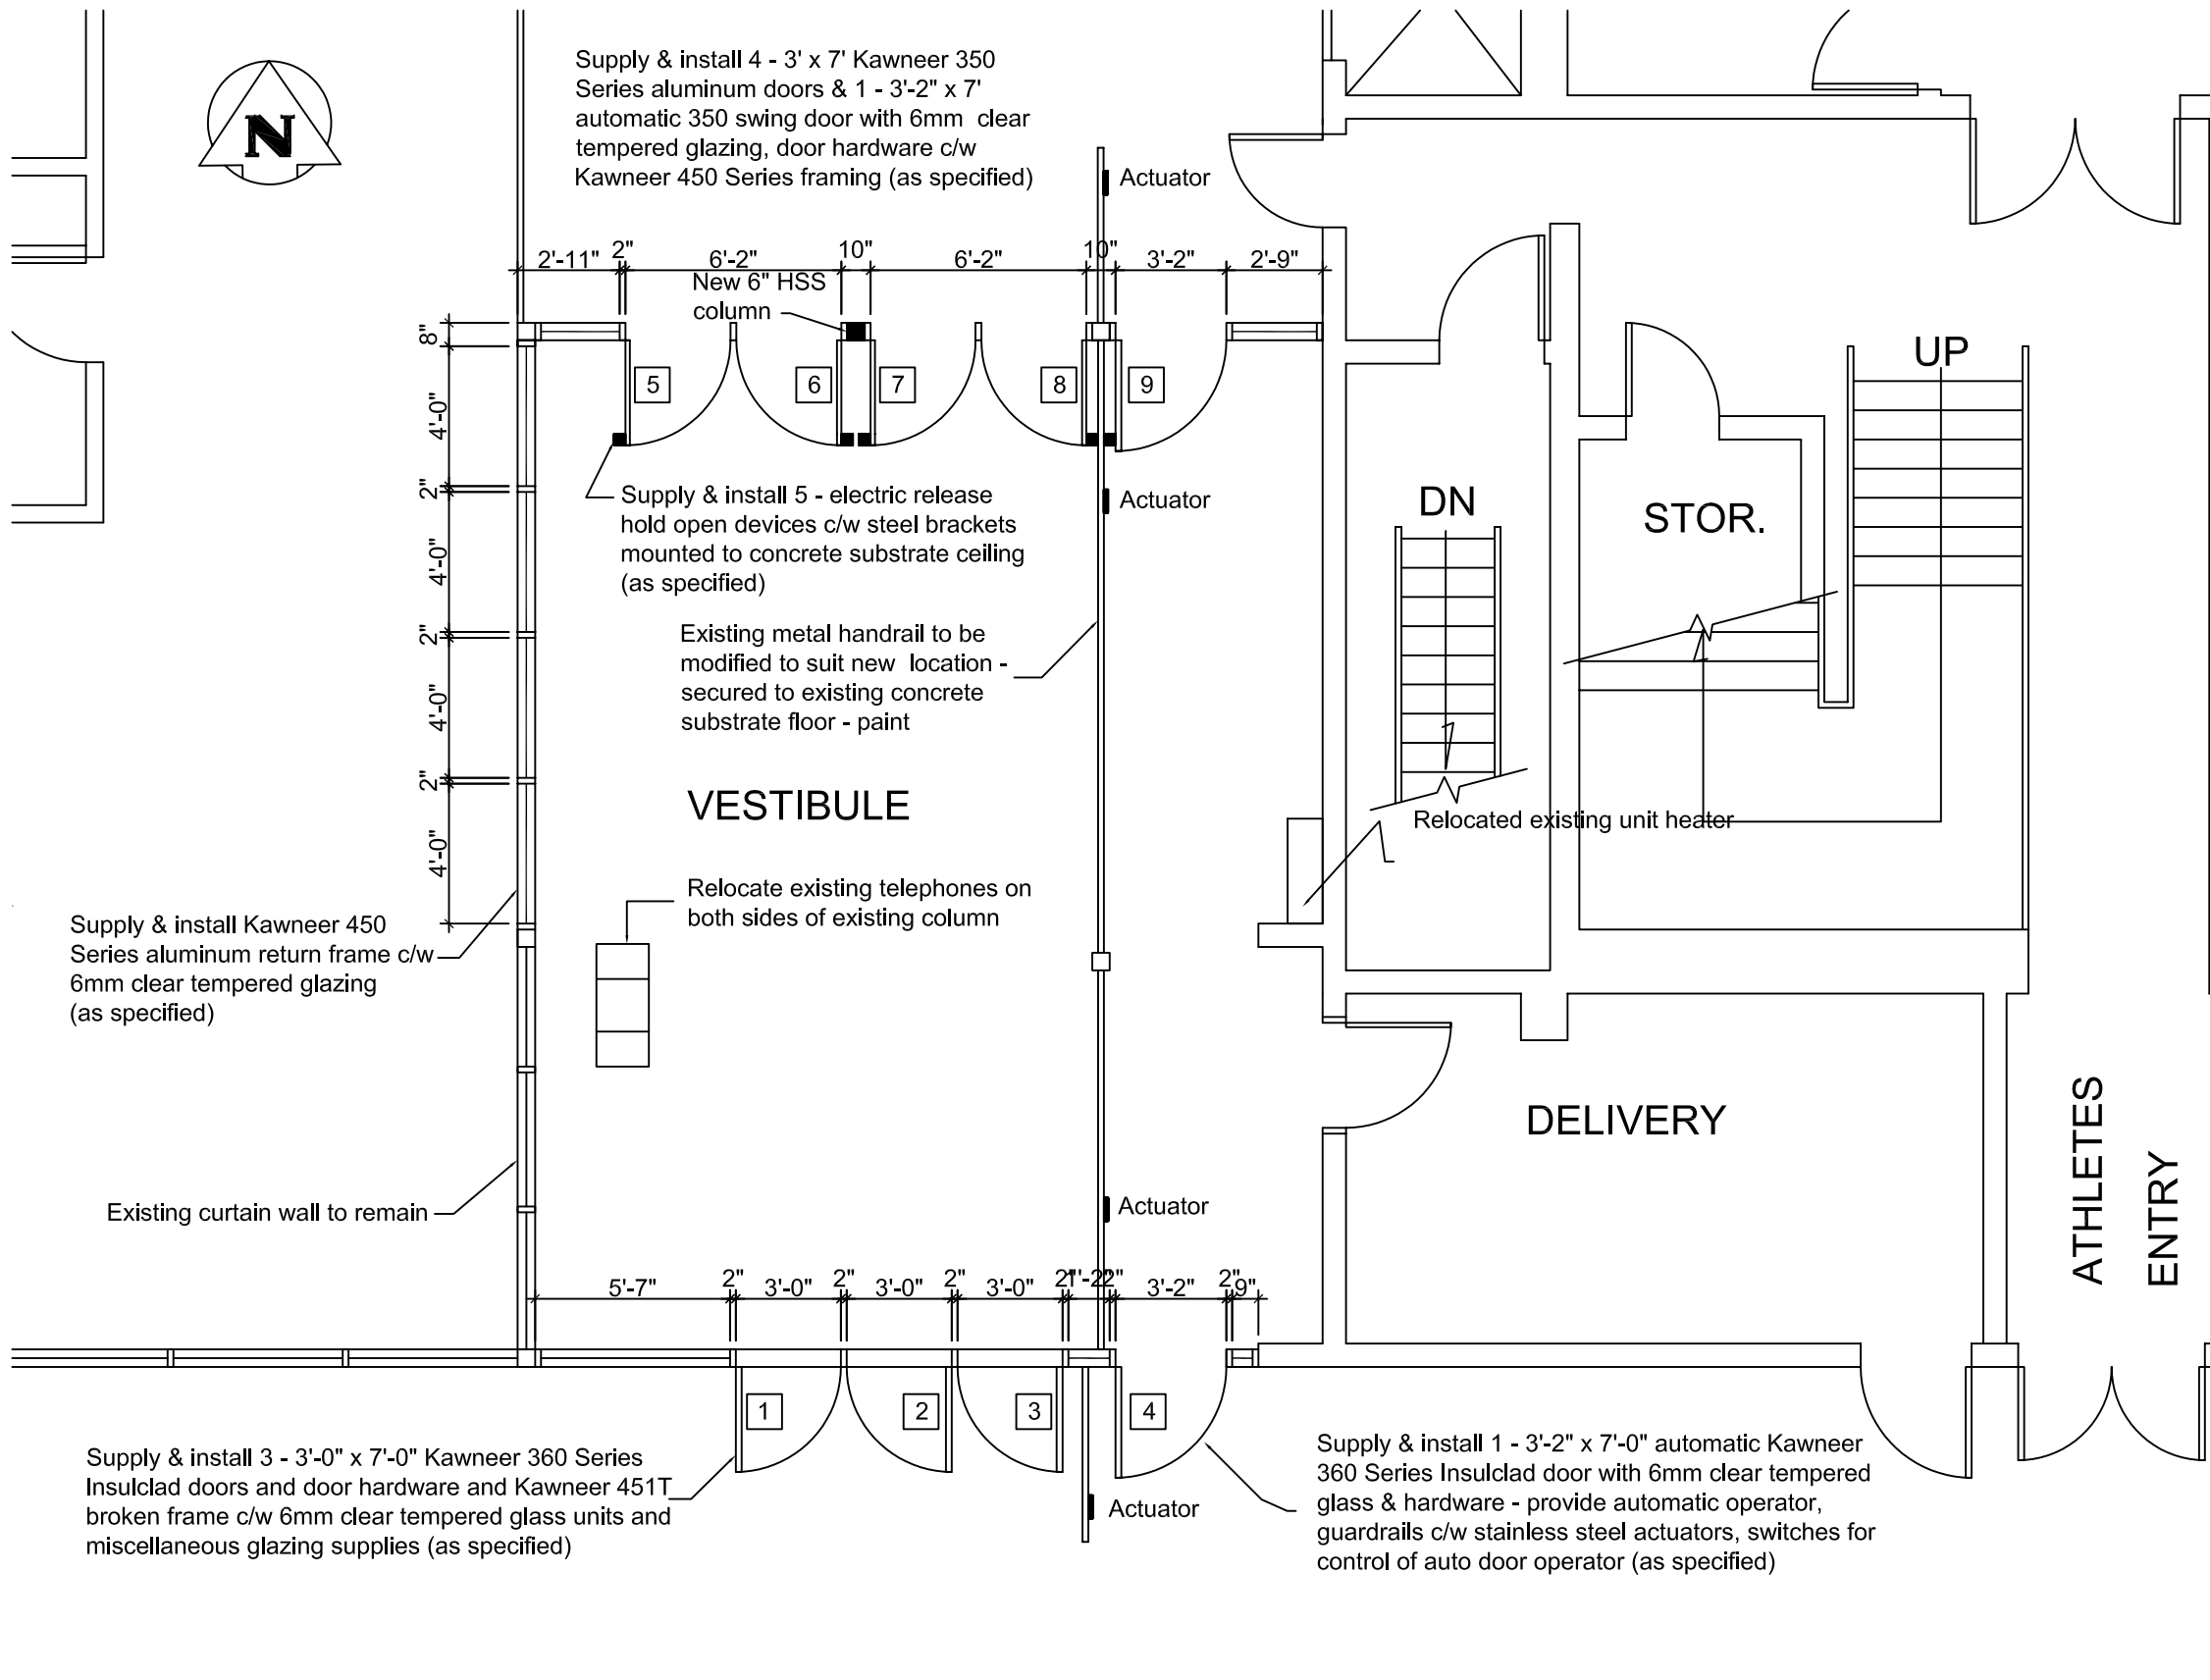 N
Supply & install 4 - 3' x 7' Kawneer 350
Series aluminum doors & 1 - 3'-2" x 7'
automatic 350 swing door with 6mm clear
tempered glazing, door hardware c/w
Kawneer 450 Series framing (as specified)
Actuator
2'-11"
2"
6'-2"
10"
6'-2"
10"
3'-2"
2'-9"
New 6" HSS
column
8"
4'-0"
2"
4'-0"
2"
4'-0"
2"
4'-0"
5
6
7
8
9
UP
Supply & install 5 - electric release
hold open devices c/w steel brackets
mounted to concrete substrate ceiling
(as specified)
Actuator
DN
STOR.
Existing metal handrail to be
modified to suit new location -
secured to existing concrete
substrate floor - paint
VESTIBULE
Relocated existing unit heater
Relocate existing telephones on
both sides of existing column
Supply & install Kawneer 450
Series aluminum return frame c/w
6mm clear tempered glazing
(as specified)
Existing curtain wall to remain
DELIVERY
ATHLETES
ENTRY
Actuator
5'-7"
2"
3'-0"
2"
3'-0"
2"
3'-0"
2"
1'-2"
2"
3'-2"
2"
9"
1
2
3
4
Supply & install 3 - 3'-0" x 7'-0" Kawneer 360 Series
Insulclad doors and door hardware and Kawneer 451T
broken frame c/w 6mm clear tempered glass units and
miscellaneous glazing supplies (as specified)
Actuator
Supply & install 1 - 3'-2" x 7'-0" automatic Kawneer
360 Series Insulclad door with 6mm clear tempered
glass & hardware - provide automatic operator,
guardrails c/w stainless steel actuators, switches for
control of auto door operator (as specified)